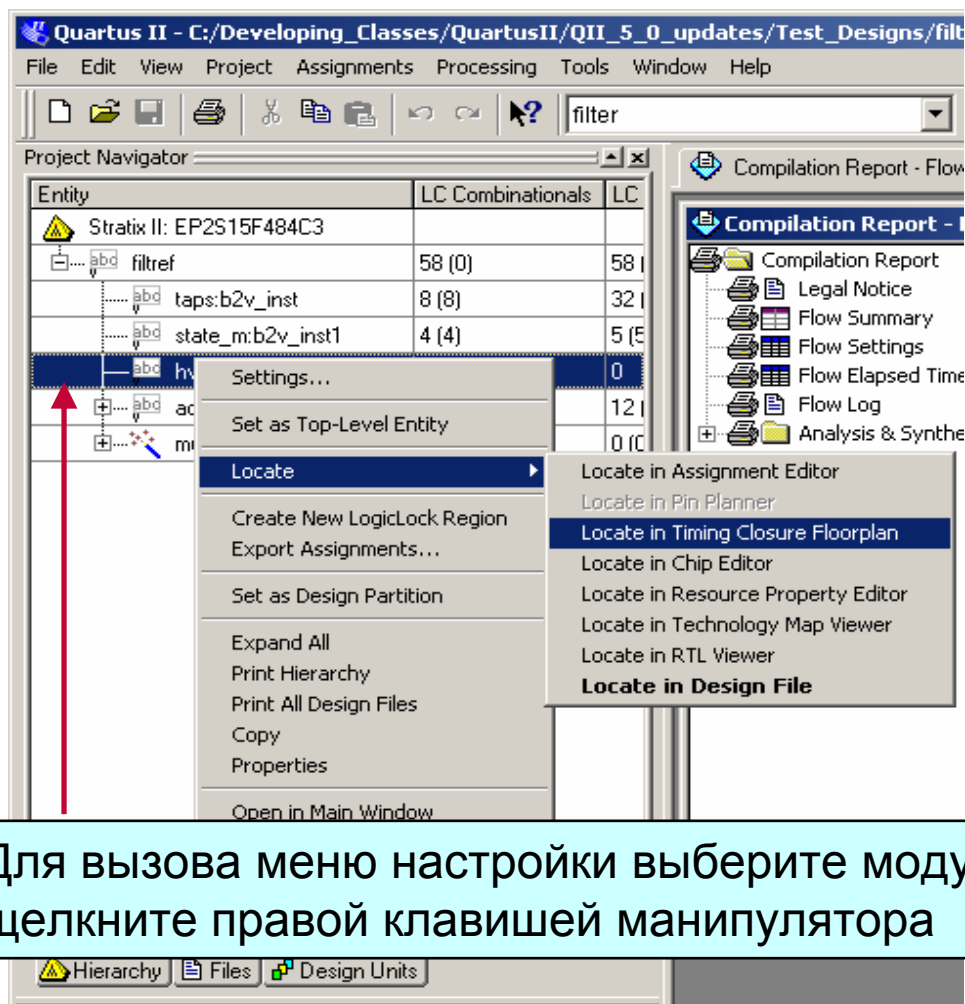 Quartus II - C:/Developing_Classes/QuartusII/QII_5_0_updates/Test_Designs/filt
File Edit View Project Assignments Processing Tools Window Help
filter
Project Navigator
Compilation Report - Flow
Entity LC Combinationals LC
Compilation Report -
Stratix II: EP2S15F484C3
Compilation Report
filtref 58 (0) 58
Legal Notice
taps:b2v_inst 8 (8) 32
Flow Summary
state_m:b2v_inst1 4 (4) 5 (5
Flow Settings
hv 0
Flow Elapsed Time
ac 12
Flow Log
0 (0
Analysis & Synthe
Settings...
Set as Top-Level Entity
Locate
Create New LogicLock Region
Export Assignments...
Set as Design Partition
Expand All
Print Hierarchy
Print All Design Files
Copy
Properties
Open in Main Window
Locate in Assignment Editor
Locate in Pin Planner
Locate in Timing Closure Floorplan
Locate in Chip Editor
Locate in Resource Property Editor
Locate in Technology Map Viewer
Locate in RTL Viewer
Locate in Design File
Для вызова меню настройки выберите моду
щелкните правой клавишей манипулятора
Hierarchy Files Design Units